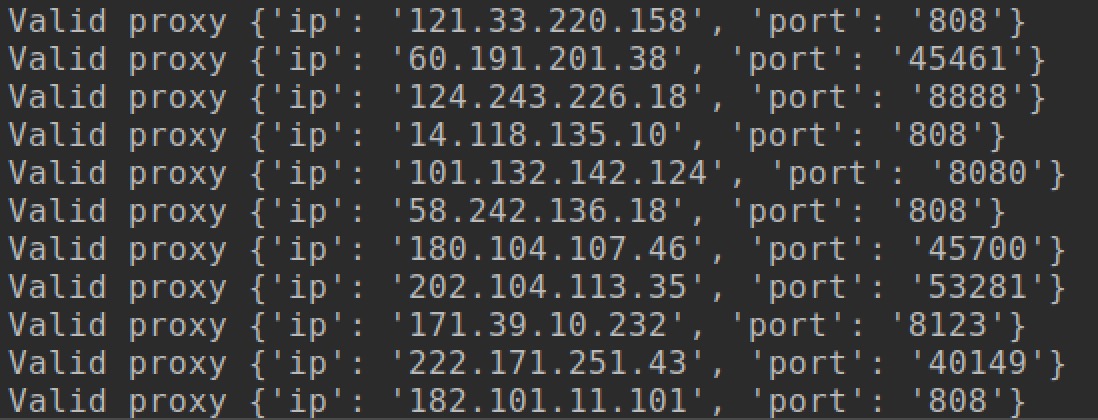 Valid proxy {'ip': '121.33.220.158', 'port': '808'}
Valid proxy {'ip': '60.191.201.38', 'port': '45461'}
Valid proxy {'ip': '124.243.226.18', 'port': '8888'}
Valid proxy {'ip': '14.118.135.10', 'port': '808'}
Valid proxy {'ip': '101.132.142.124', 'port': '8080'}
Valid proxy {'ip': '58.242.136.18', 'port': '808'}
Valid proxy {'ip': '180.104.107.46', 'port': '45700'}
Valid proxy {'ip': '202.104.113.35', 'port': '53281'}
Valid proxy {'ip': '171.39.10.232', 'port': '8123'}
Valid proxy {'ip': '222.171.251.43', 'port': '40149'}
Valid proxy {'ip': '182.101.11.101', 'port': '808'}